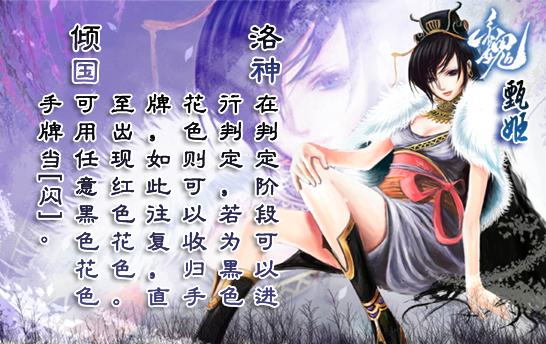 魏
甄姬
洛神
在判定阶段可以进
行判定，若为黑色
花色则可以收归手
牌，如此往复，直
至出现红色花色。
倾国
可用任意黑色花色
手牌当[闪]。